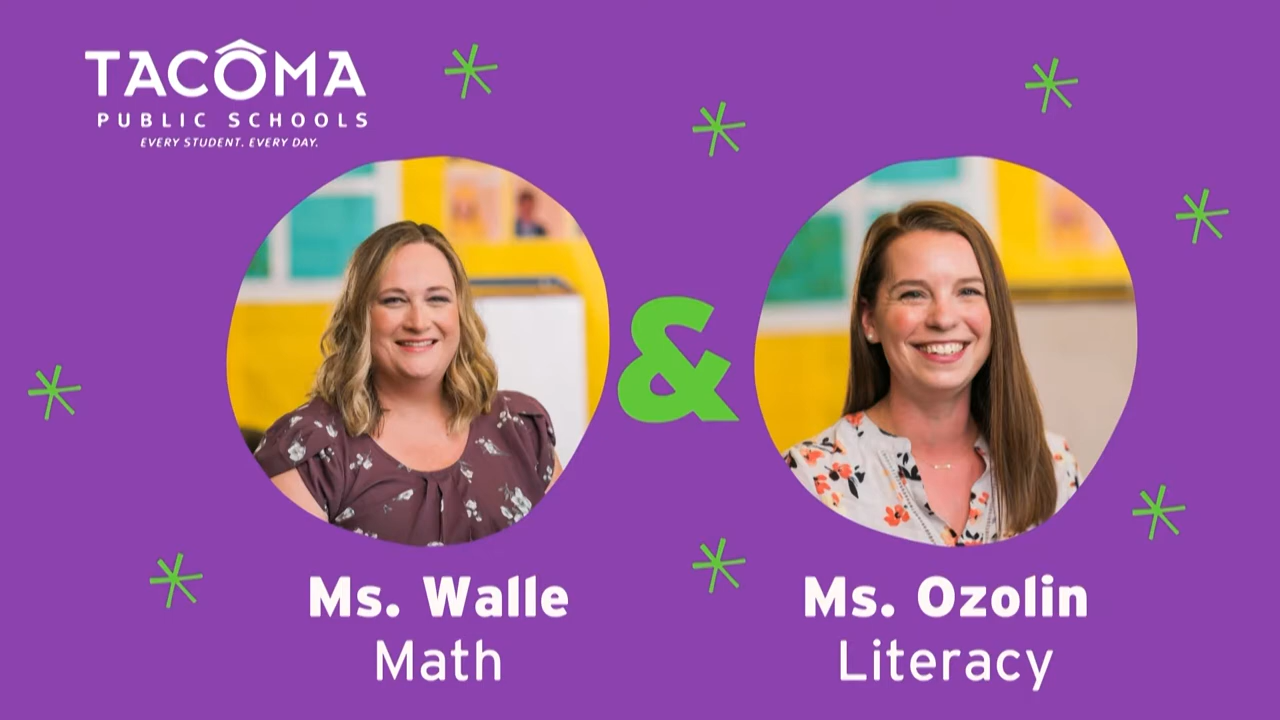 TACOMA
PUBLIC SCHOOLS
EVERY STUDENT. EVERY DAY.
&
Ms. Walle
Math
Ms. Ozolin
Literacy